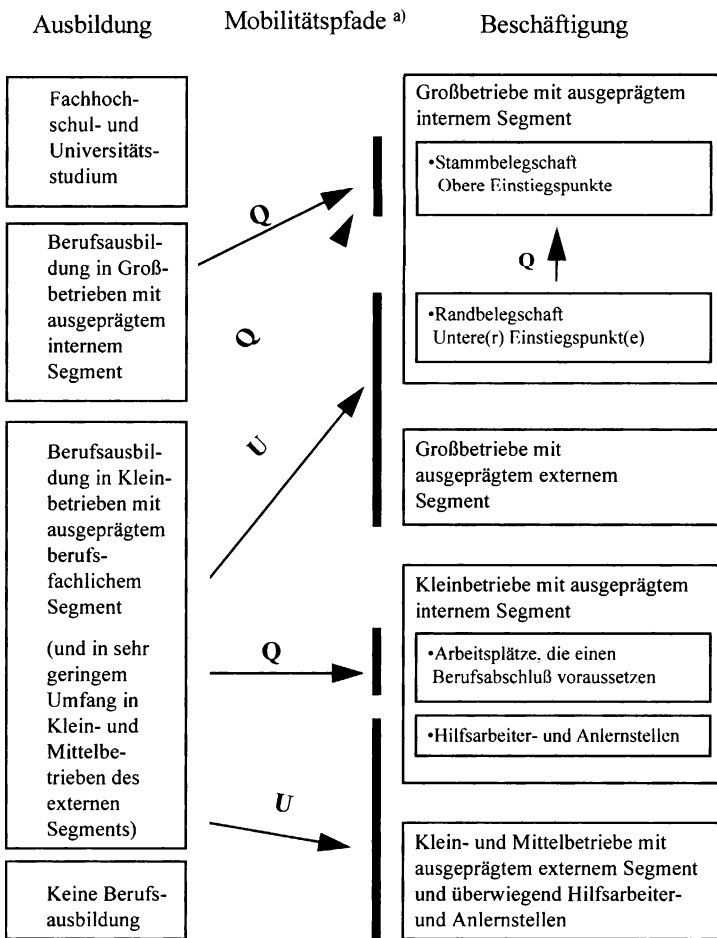 Ausbildung
Mobilitätspfade a)
Beschäftigung
Fachhoch-
schul- und
Universitäts-
studium
Berufsausbil-
dung in Groß-
betrieben mit
ausgeprägtem
internem
Segment
Berufsausbil-
dung in Klein-
betrieben mit
ausgeprägtem
berufs-
fachlichem
Segment
(und in sehr
geringem
Umfang in
Klein- und
Mittelbe-
trieben des
externen
Segments)
Keine Berufs-
ausbildung
Q
Q
U
Q
U
Großbetriebe mit ausgeprägtem
internem Segment
•Stammbelegschaft
Obere Einstiegspunkte
Q
•Randbelegschaft
Untere(r) Einstiegspunkt(e)
Großbetriebe mit
ausgeprägtem externem
Segment
Kleinbetriebe mit ausgeprägtem
internem Segment
•Arbeitsplätze, die einen
Berufsabschluß voraussetzen
•Hilfsarbeiter- und Anlernstellen
Klein- und Mittelbetriebe mit
ausgeprägtem externem Segment
und überwiegend Hilfsarbeiter-
und Anlernstellen